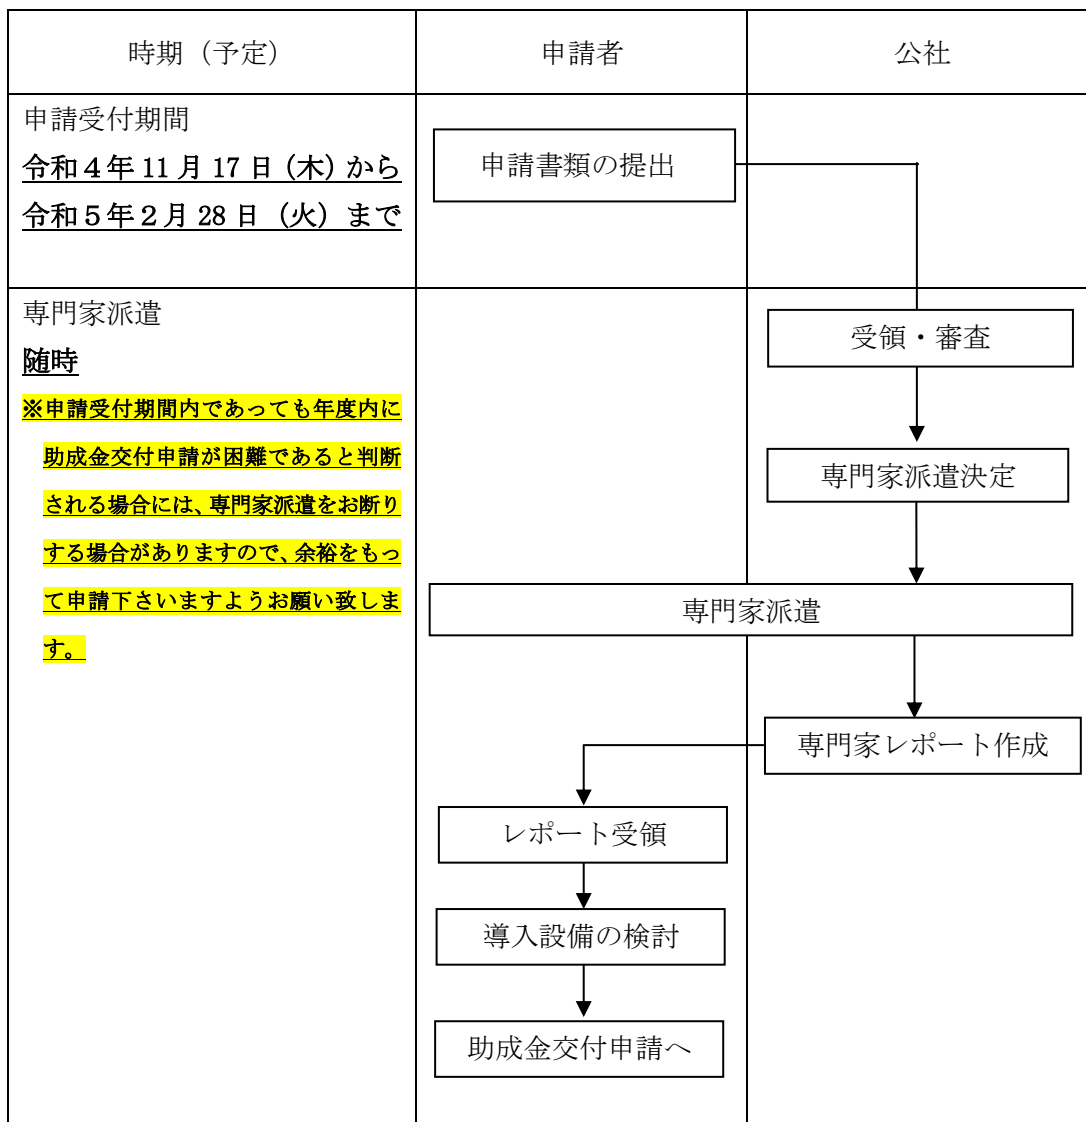 時期（予定）
申請者
公社
申請受付期間
令和４年 11 月 17 日（木）から
令和５年２月 28 日（火）まで
申請書類の提出
専門家派遣
随時
※申請受付期間内であっても年度内に
助成金交付申請が困難であると判断
される場合には、専門家派遣をお断り
する場合がありますので、余裕をもっ
て申請下さいますようお願い致しま
す。
受領・審査
専門家派遣決定
専門家派遣
専門家レポート作成
レポート受領
導入設備の検討
助成金交付申請へ